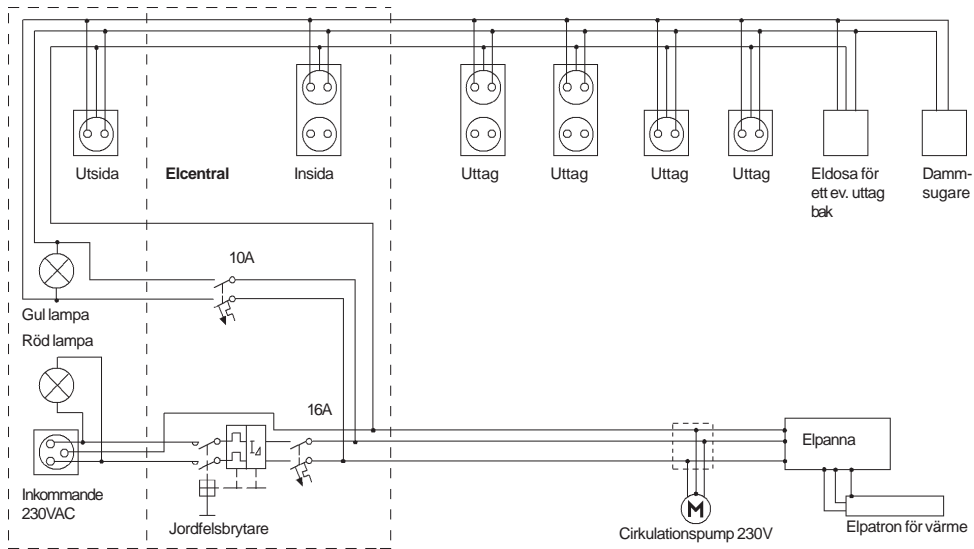 Utsida
Elcentral
Insida
Uttag
Uttag
Uttag
Uttag
Eldosa för
ett ev. uttag
bak
Damm-
sugare
10A
Gul lampa
Röd lampa
16A
I△
Elpanna
Inkommande
230VAC
Jordfelsbrytare
M
Cirkulationspump 230V
Elpatron för värme